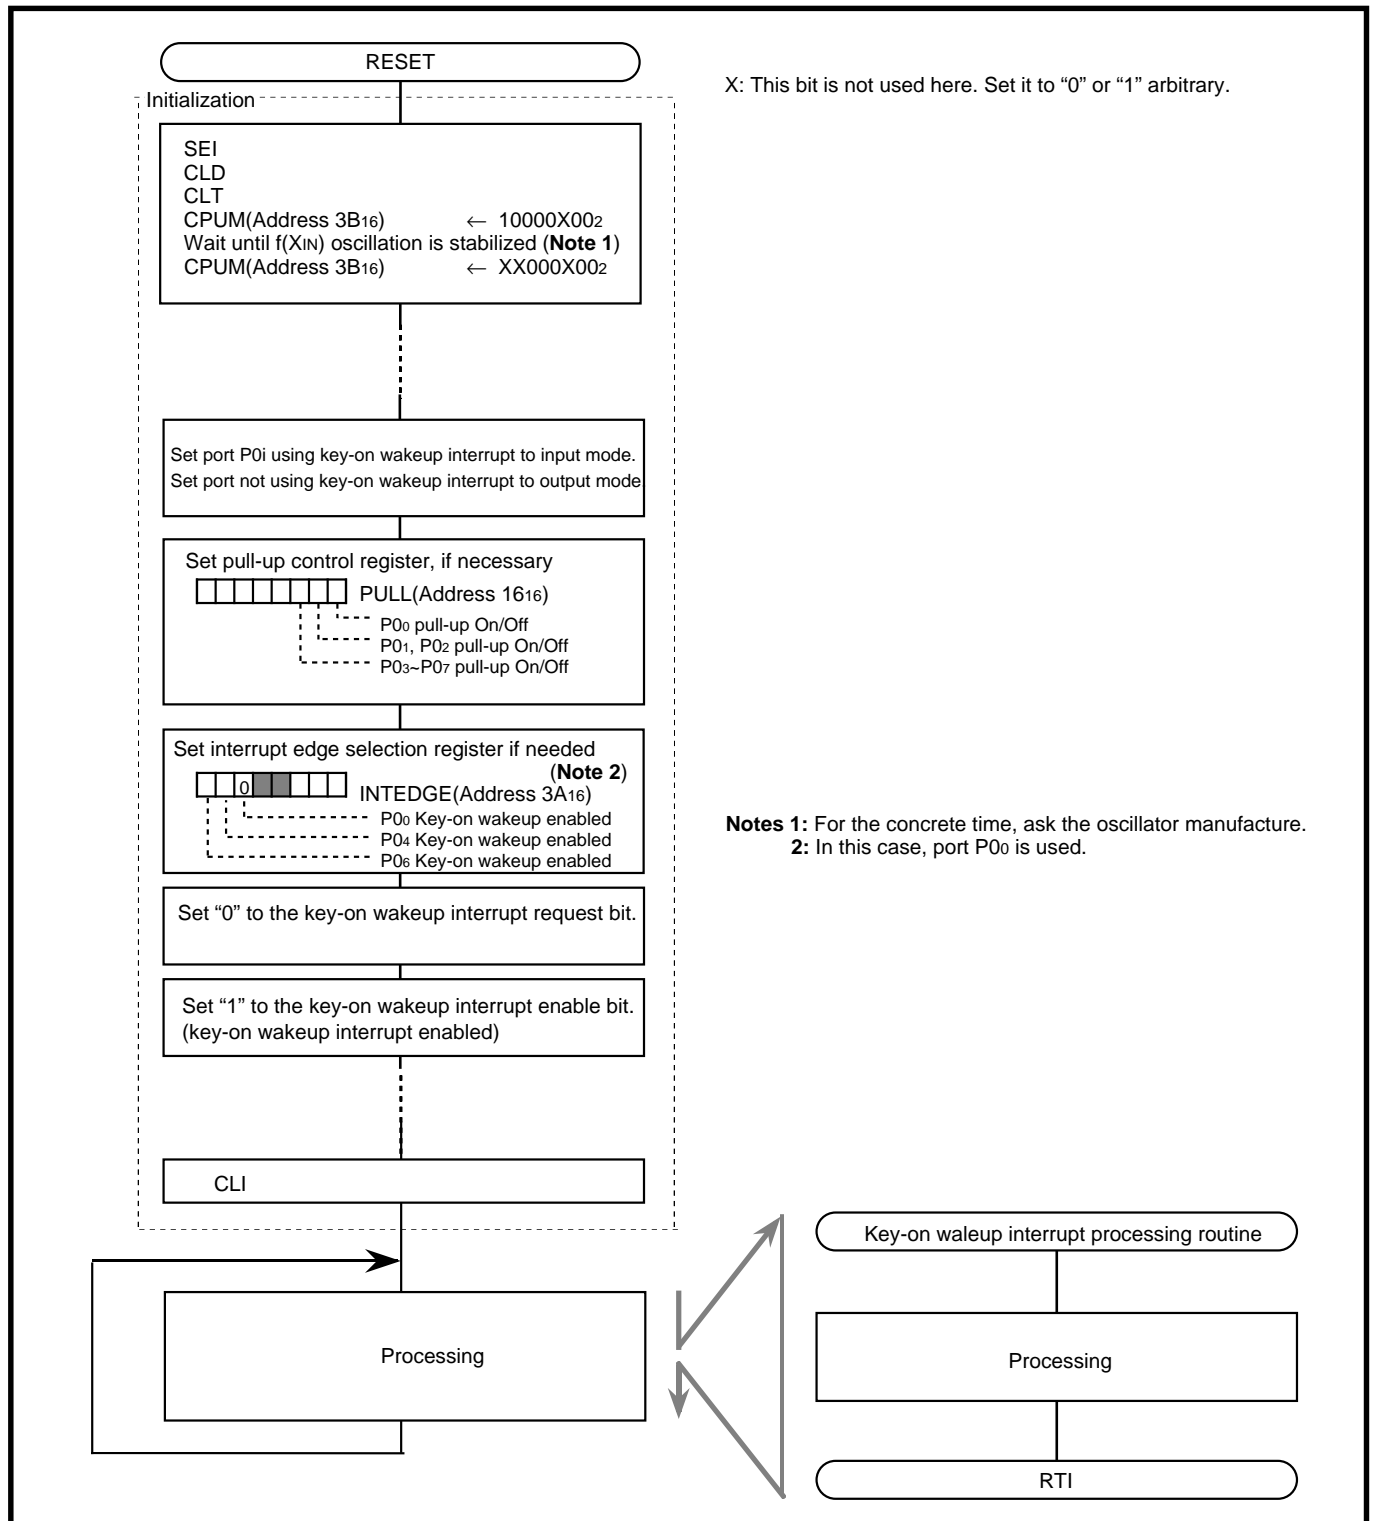 RESET
X: This bit is not used here. Set it to “0” or “1” arbitrary.
Initialization
SEI
CLD
CLT
CPUM(Address 3B16) ← 10000X002
Wait until f(XIN) oscillation is stabilized (Note 1)
CPUM(Address 3B16) ← XX000X002
Set port P0i using key-on wakeup interrupt to input mode.
Set port not using key-on wakeup interrupt to output mode
Set pull-up control register, if necessary
PULL(Address 1616)
P00 pull-up On/Off
P01, P02 pull-up On/Off
P03~P07 pull-up On/Off
Set interrupt edge selection register if needed
(Note 2)
0
INTEDGE(Address 3A16)
P00 Key-on wakeup enabled
P04 Key-on wakeup enabled
P06 Key-on wakeup enabled
Notes 1: For the concrete time, ask the oscillator manufacture.
2: In this case, port P00 is used.
Set “0” to the key-on wakeup interrupt request bit.
Set “1” to the key-on wakeup interrupt enable bit.
(key-on wakeup interrupt enabled)
CLI
Key-on waleup interrupt processing routine
Processing
Processing
RTI